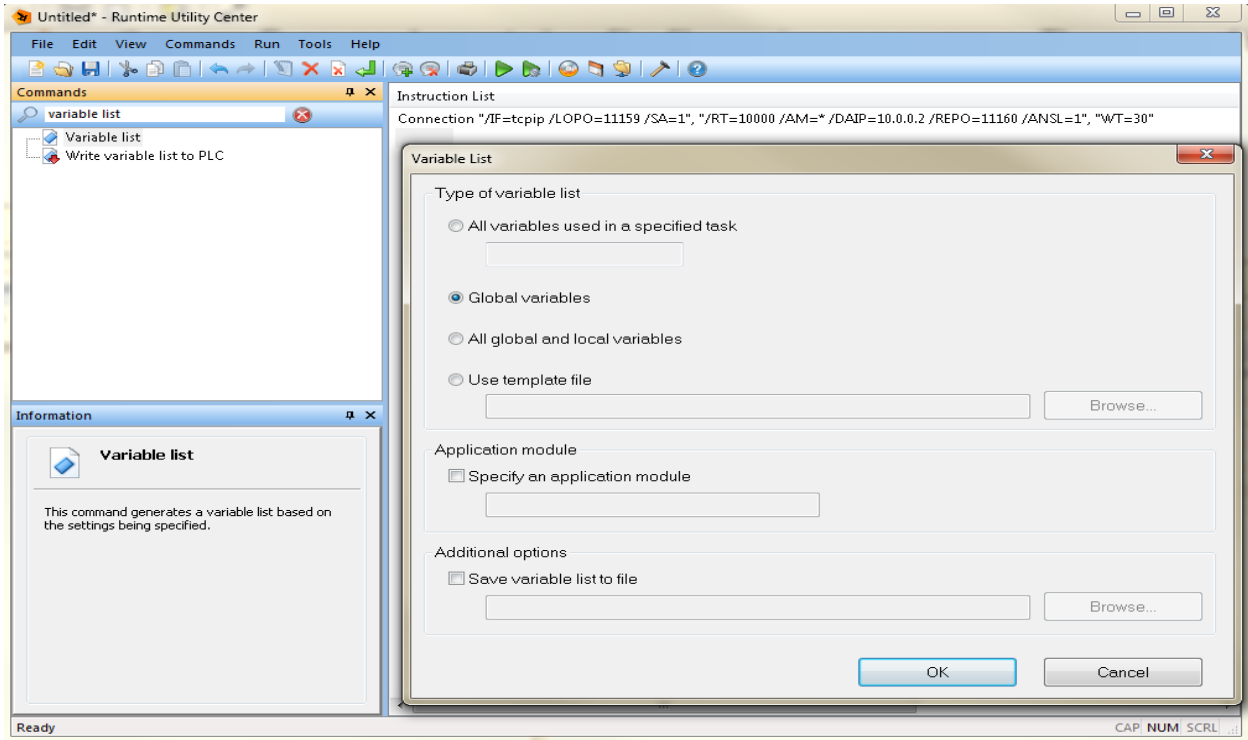 Untitled* - Runtime Utility Center
File Edit View Commands Run Tools Help
Commands
variable list
Variable list
Write variable list to PLC
Instruction List
Connection "/IF=tcpip /LOPO=11159 /SA=1", "/RT=10000 /AM=* /DAIP=10.0.0.2 /REPO=11160 /ANSL=1", "WT=30"
Variable List
Type of variable list
All variables used in a specified task
Global variables
All global and local variables
Use template file
Browse...
Application module
Specify an application module
Additional options
Save variable list to file
Browse...
OK Cancel
Information
Variable list
This command generates a variable list based on
the settings being specified.
Ready
CAP NUM SCRL